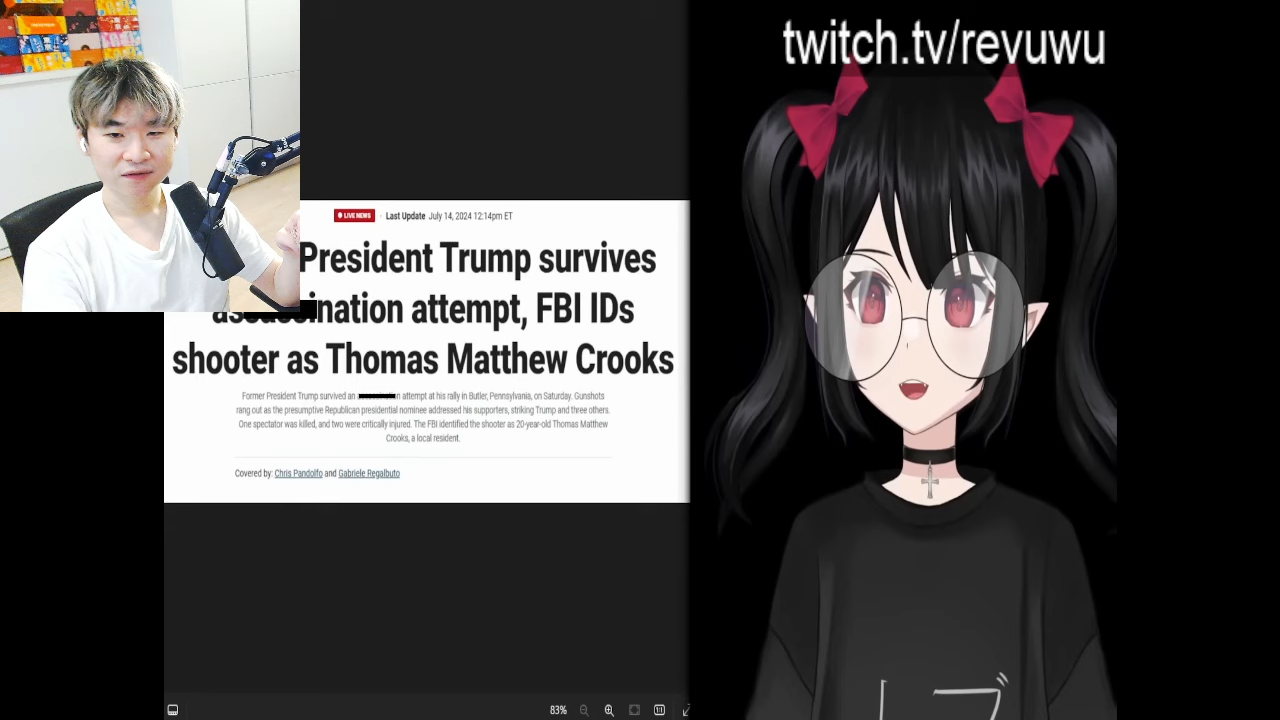 twitch.tv/revuwu
LIVE NEWS Last Update July 14, 2024 12:14pm ET
President Trump survives
ination attempt, FBI IDs
shooter as Thomas Matthew Crooks
Former President Trump survived an attempt at his rally in Butler, Pennsylvania, on Saturday. Gunshots
rang out as the presumptive Republican presidential nominee addressed his supporters, striking Trump and three others.
One spectator was killed, and two were critically injured. The FBI identified the shooter as 20-year-old Thomas Matthew
Crooks, a local resident.
Covered by: Chris Pandolfo and Gabriele Regalbuto
レブ
83%